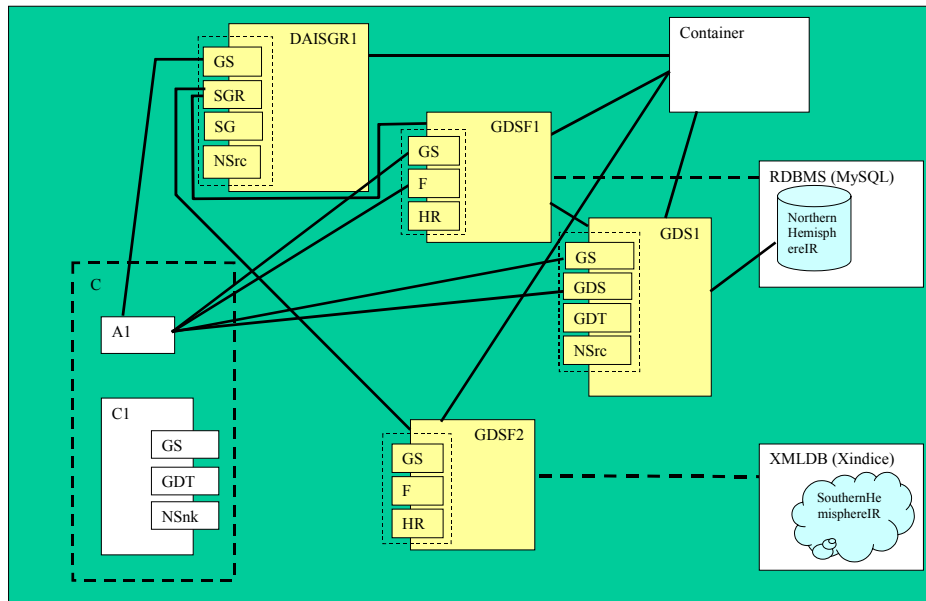 DAISGR1
GS
SGR
SG
NSrc
Container
GDSF1
GS
F
HR
RDBMS (MySQL)
Northern
Hemisph
ereIR
GDS1
GS
GDS
GDT
NSrc
C
A1
C1
GS
GDT
NSnk
GDSF2
GS
F
HR
XMLDB (Xindice)
SouthernHe
misphereIR